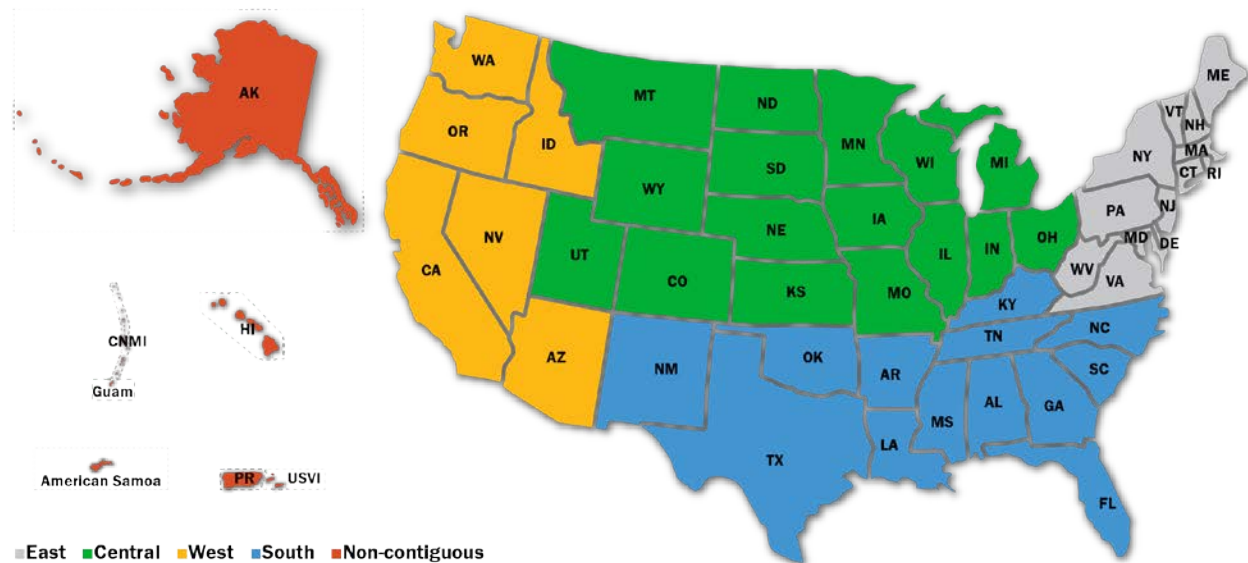 AK
WA
OR
ID
NV
CA
AZ
MT
ND
MN
WI
MI
SD
WY
NE
IA
UT
CO
KS
MO
IL
IN
OH
ME
VT
NH
NY
MA
CT
RI
PA
NJ
MD
DE
WV
VA
KY
NC
TN
SC
NM
OK
AR
TX
LA
MS
AL
GA
FL
CNMI
Guam
HI
American Samoa
PR
USVI
East Central West South Non-contiguous